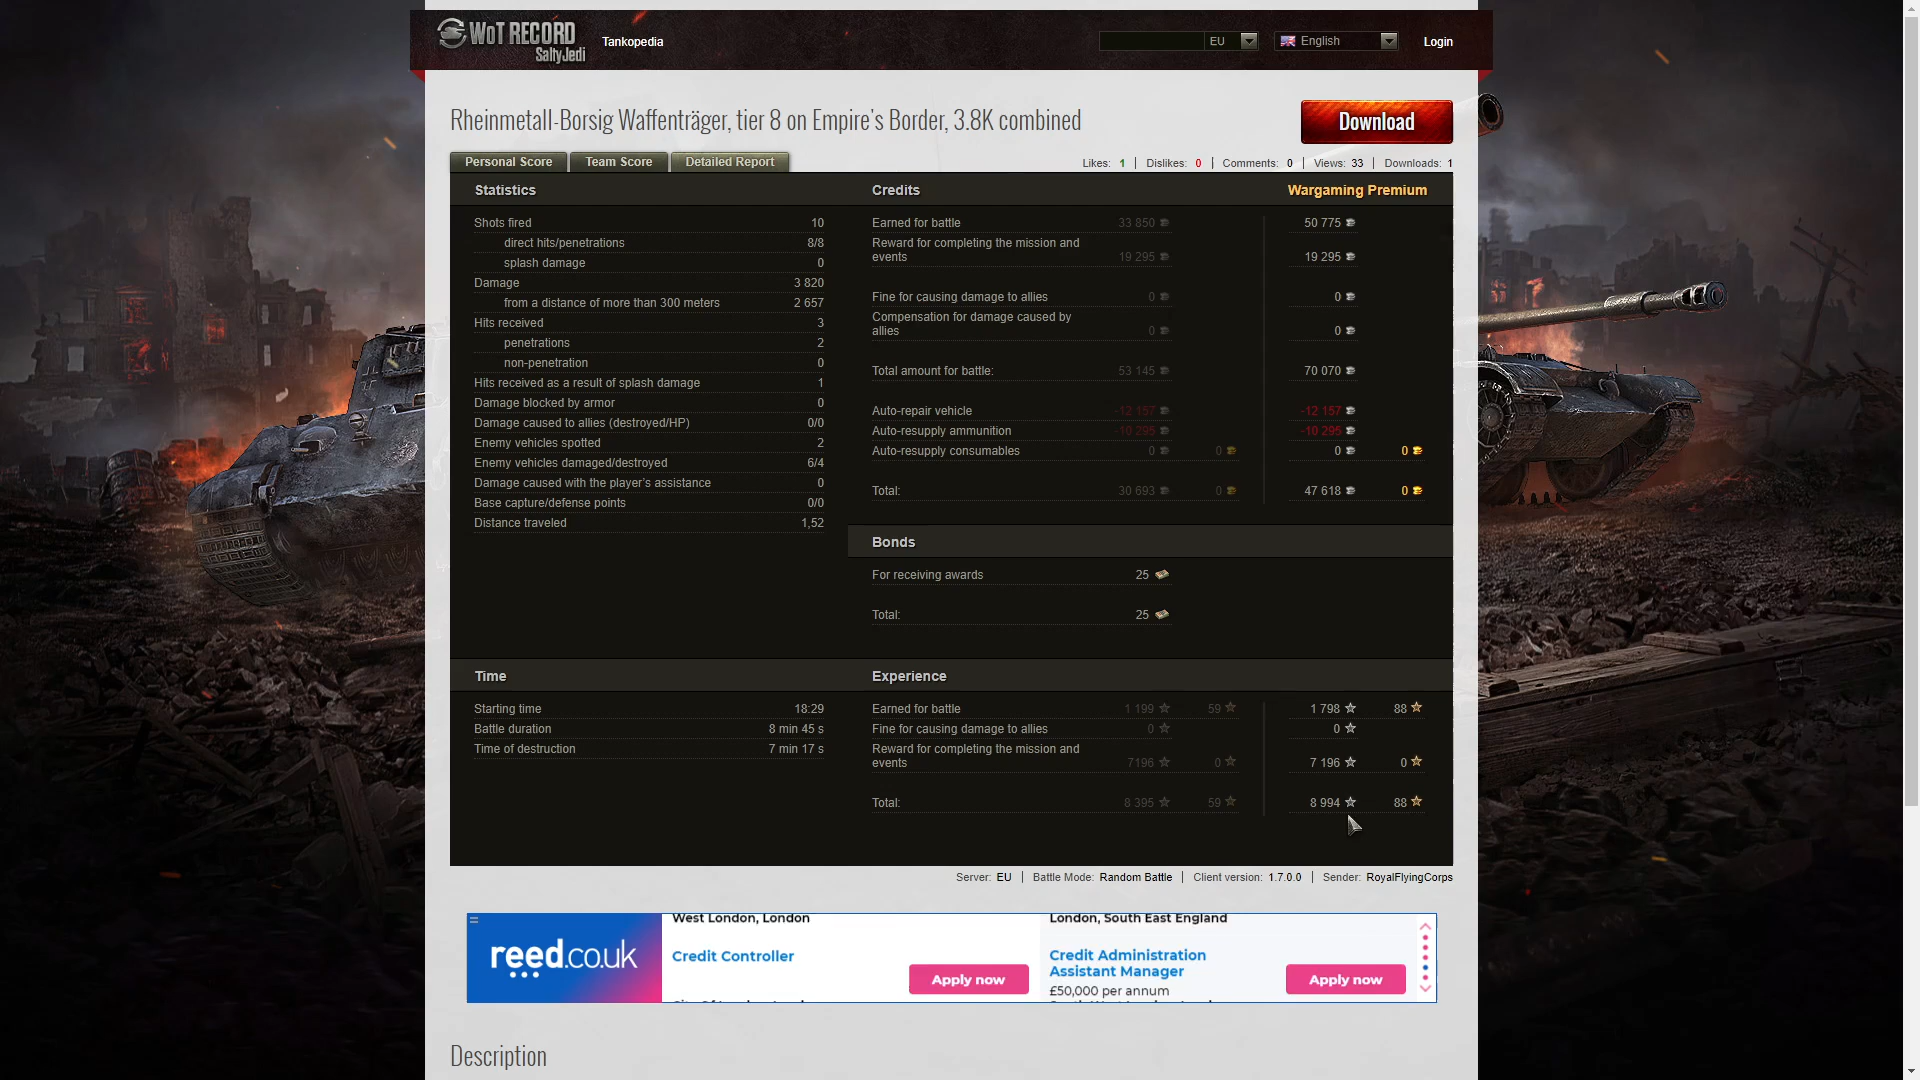 WoT RECORD
SaltyJedi
Tankopedia
EU
English
Login
Rheinmetall-Borsig Waffenträger, tier 8 on Empire's Border, 3.8K combined
Download
Personal Score
Team Score
Detailed Report
Likes: 1 | Dislikes: 0 | Comments: 0 | Views: 33 | Downloads: 1
Statistics
Shots fired 10
direct hits/penetrations 8/8
splash damage 0
Damage 3 820
from a distance of more than 300 meters 2 657
Hits received 3
penetrations 2
non-penetration 0
Hits received as a result of splash damage 1
Damage blocked by armor 0
Damage caused to allies (destroyed/HP) 0/0
Enemy vehicles spotted 2
Enemy vehicles damaged/destroyed 6/4
Damage caused with the player's assistance 0
Base capture/defense points 0/0
Distance traveled 1,52
Credits
Wargaming Premium
Earned for battle 33 850 50 775
Reward for completing the mission and
events 19 295 19 295
Fine for causing damage to allies 0 0
Compensation for damage caused by
allies 0 0
Total amount for battle: 53 145 70 070
Auto-repair vehicle -12 157 -12 157
Auto-resupply ammunition -10 295 -10 295
Auto-resupply consumables 0 0 0 0
Total: 30 693 0 47 618 0
Bonds
For receiving awards 25
Total: 25
Time
Starting time 18:29
Battle duration 8 min 45 s
Time of destruction 7 min 17 s
Experience
Earned for battle 1 199 59 1 798 88
Fine for causing damage to allies 0 0
Reward for completing the mission and
events 7196 0 7 196 0
Total: 8 395 59 8 994 88
Server: EU | Battle Mode: Random Battle | Client version: 1.7.0.0 | Sender: RoyalFlyingCorps
reed.co.uk
West London, London
Credit Controller
Apply now
London, South East England
Credit Administration
Assistant Manager
£50,000 per annum
Apply now
Description